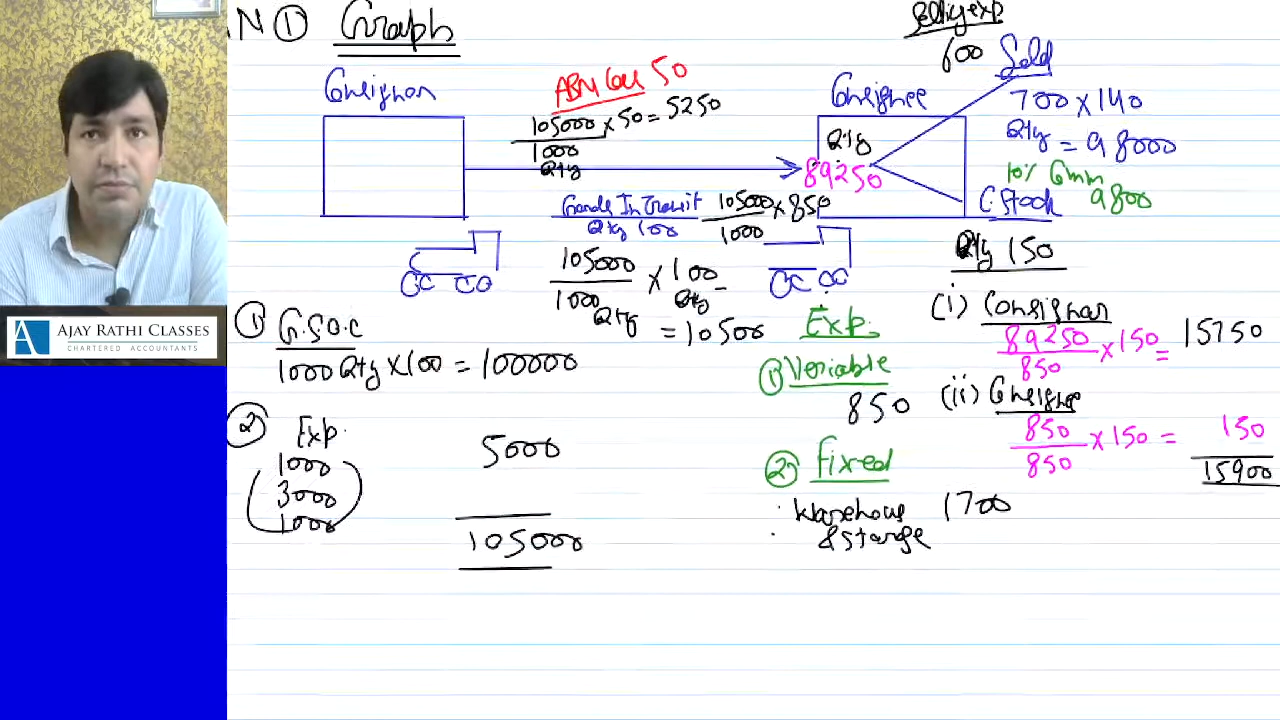 N ① Graph
Selling exp.
600
Sold
700 × 140
Qty = 98000
10% Comm
9800
Consignor
ABN Loss 50
105000 × 50 = 5250
1000
Qty
Consignee
Qty
89250
Goods In Transit
Qty 100
105000 × 850
1000
105000 × 100
1000 Qty
Qty
= 10500
C. Stock
Qty 150
(i) Consignor
89250 × 150 = 15750
850
(ii) Consignee
850 × 150 = 150
850
15900
AJAY RATHI CLASSES
CHARTERED ACCOUNTANTS
① G.S.O.C
1000 Qty × 100 = 100000
② Exp.
1000
3000
1000
5000
105000
Exp.
① Variable
850
② Fixed
· Warehous 1700
· & Storage